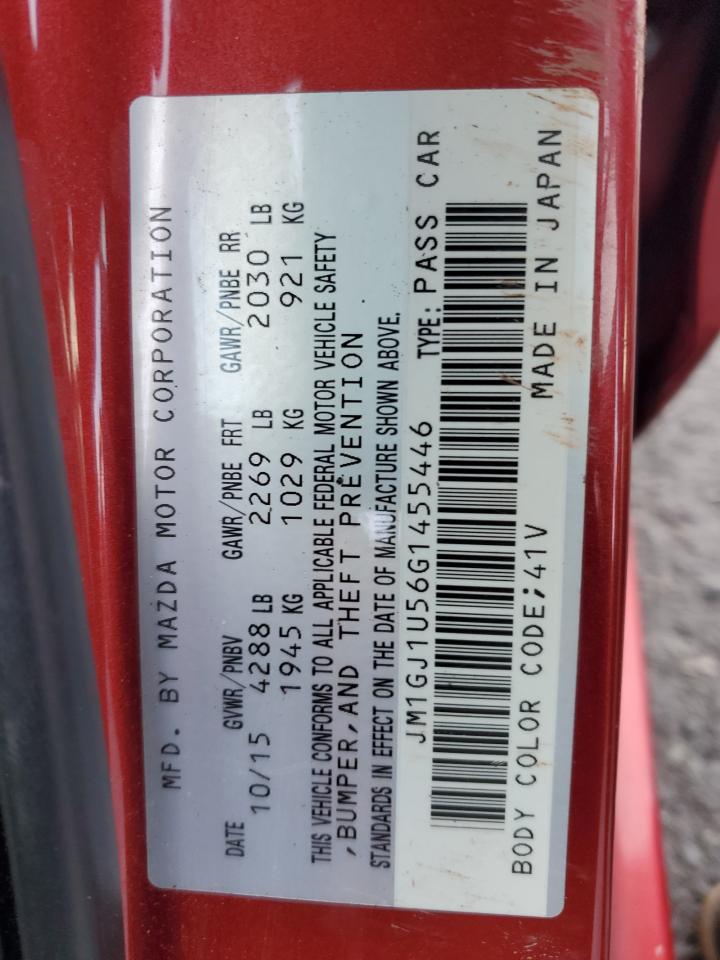 MFD. BY MAZDA MOTOR CORPORATION
DATE GVWR/PNBV GAWR/PNBE FRT GAWR/PNBE RR
10/15 4288 LB 2269 LB 2030 LB
1945 KG 1029 KG 921 KG
THIS VEHICLE CONFORMS TO ALL APPLICABLE FEDERAL MOTOR VEHICLE SAFETY
,BUMPER,AND THEFT PREVENTION
STANDARDS IN EFFECT ON THE DATE OF MANUFACTURE SHOWN ABOVE.
JM1GJ1U56G1455446 TYPE: PASS CAR
BODY COLOR CODE;41V MADE IN JAPAN